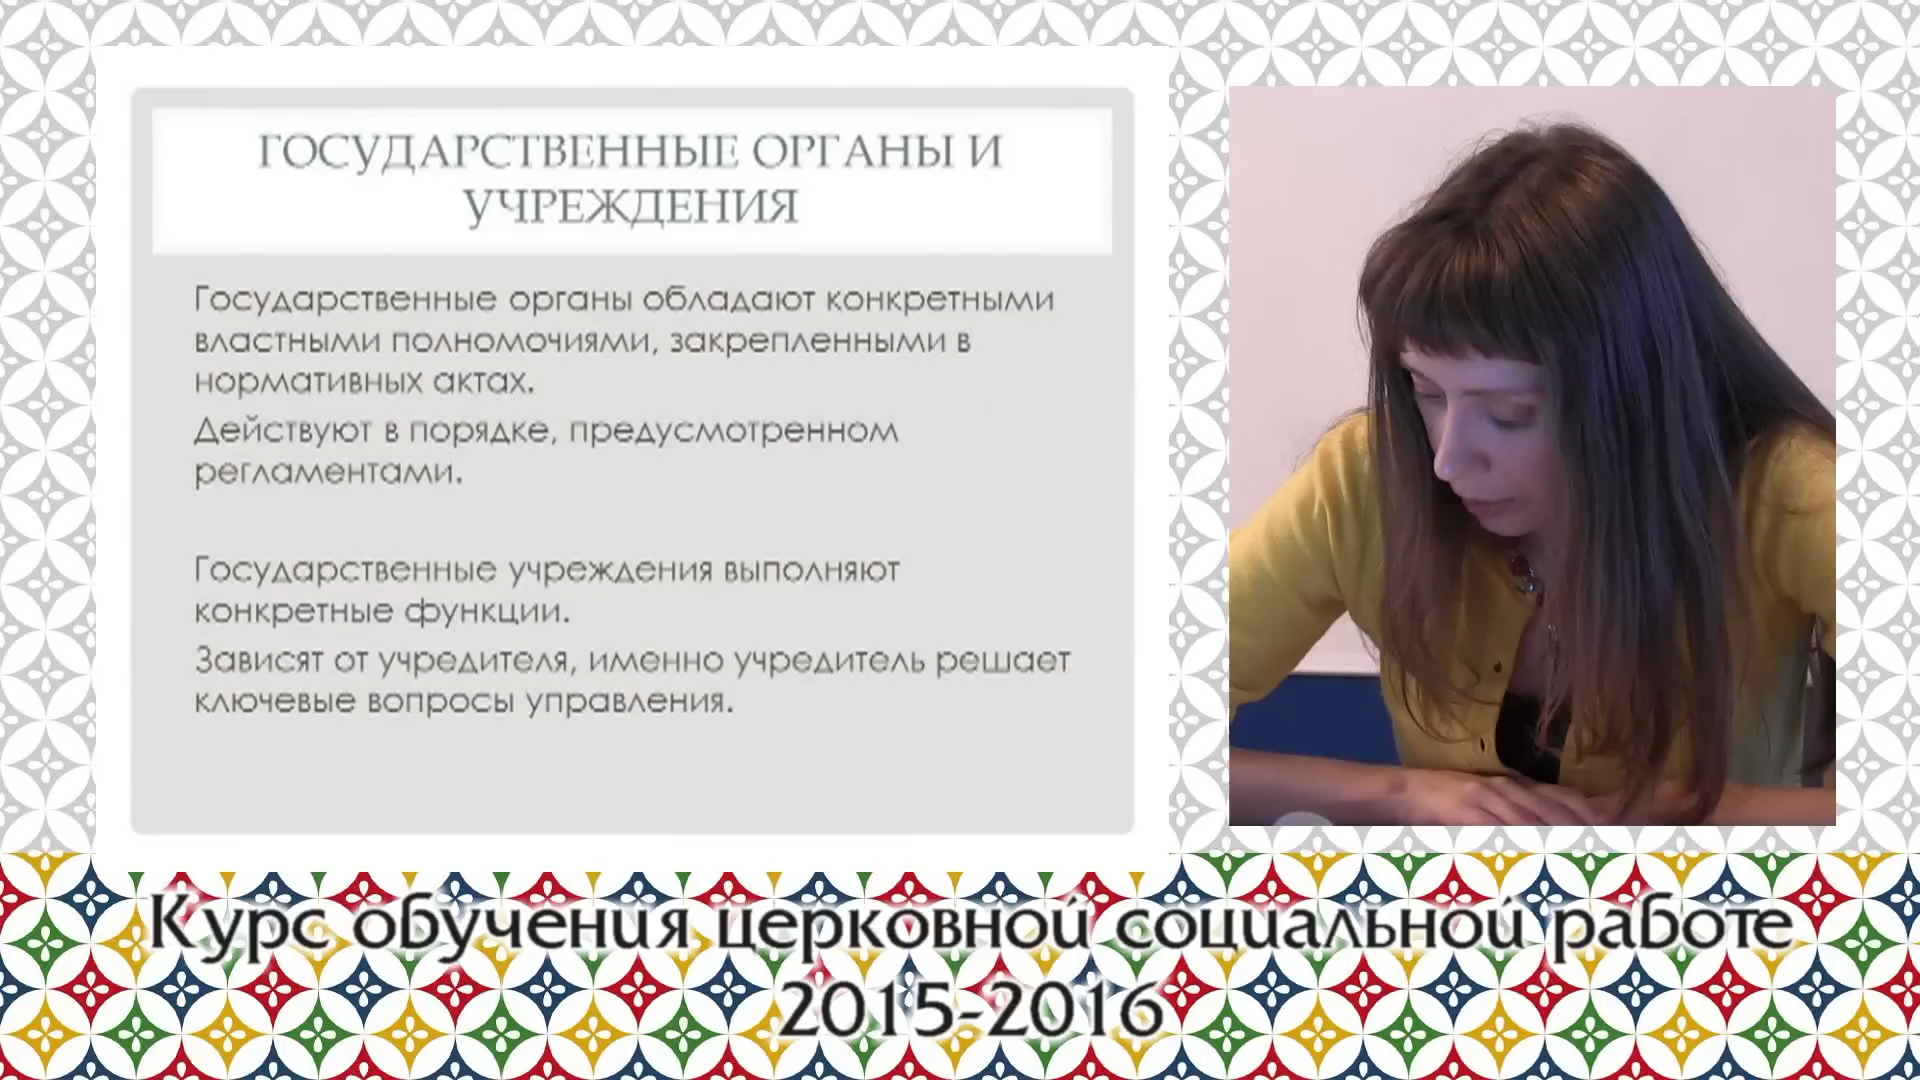 ГОСУДАРСТВЕННЫЕ ОРГАНЫ И
УЧРЕЖДЕНИЯ
Государственные органы обладают конкретными
властными полномочиями, закрепленными в
нормативных актах.
Действуют в порядке, предусмотренном
регламентами.
Государственные учреждения выполняют
конкретные функции.
Зависят от учредителя, именно учредитель решает
ключевые вопросы управления.
Курс обучения церковной социальной работе
2015-2016